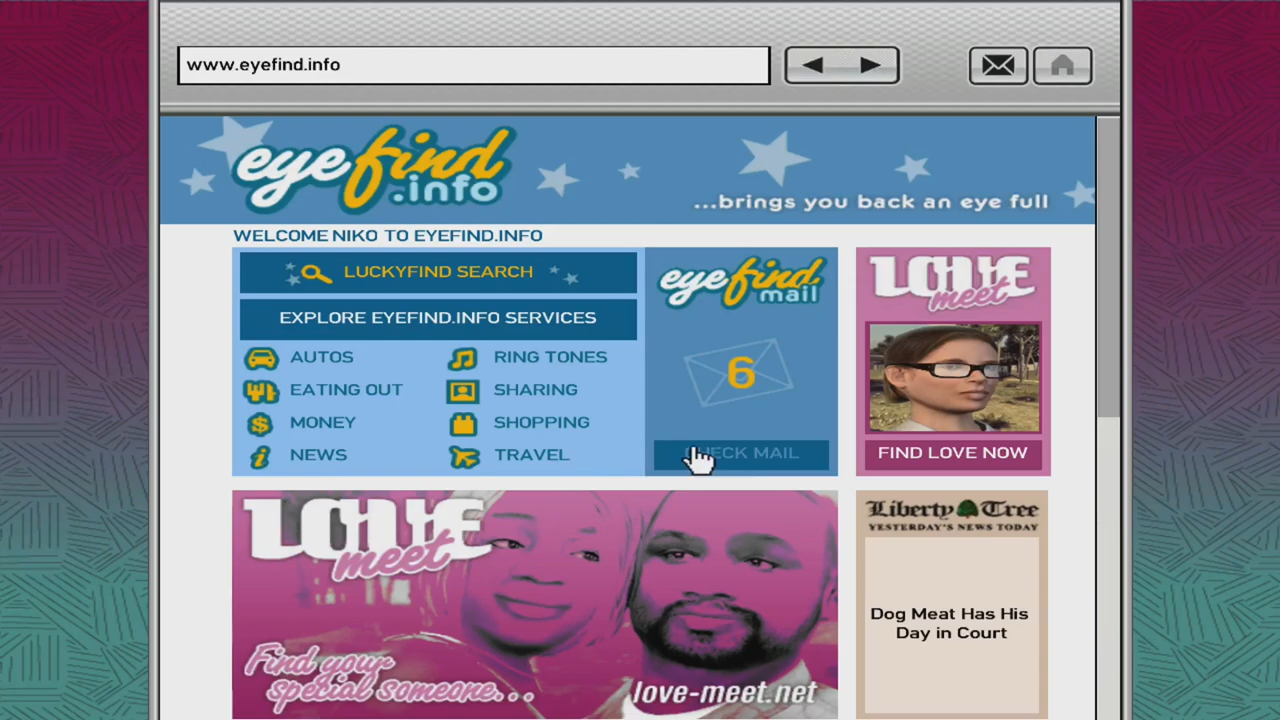 www.eyefind.info
eyefind
.info
...brings you back an eye full
WELCOME NIKO TO EYEFIND.INFO
LUCKYFIND SEARCH
EXPLORE EYEFIND.INFO SERVICES
AUTOS
RING TONES
EATING OUT
SHARING
MONEY
SHOPPING
NEWS
TRAVEL
eyefind
mail
6
CHECK MAIL
LOVE
meet
FIND LOVE NOW
LOVE
meet
Find your
special someone...
love-meet.net
Liberty Tree
YESTERDAY'S NEWS TODAY
Dog Meat Has His
Day in Court